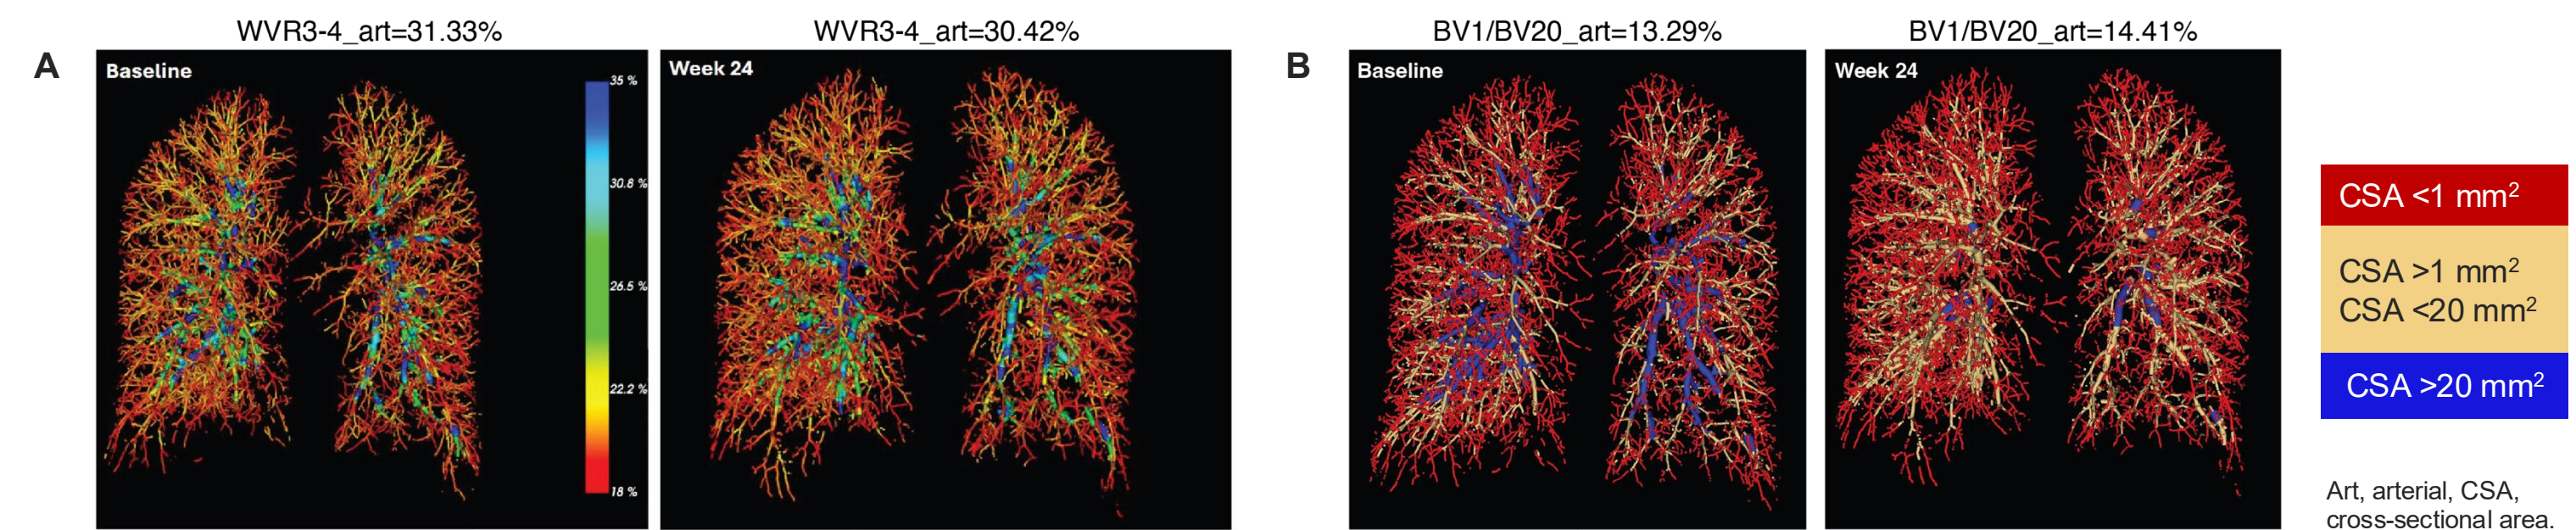 A
WVR3-4_art=31.33%
Baseline
35 %
30.8 %
26.5 %
22.2 %
18 %
WVR3-4_art=30.42%
Week 24
B
BV1/BV20_art=13.29%
Baseline
BV1/BV20_art=14.41%
Week 24
CSA <1 mm²
CSA >1 mm²
CSA <20 mm²
CSA >20 mm²
Art, arterial, CSA,
cross-sectional area.